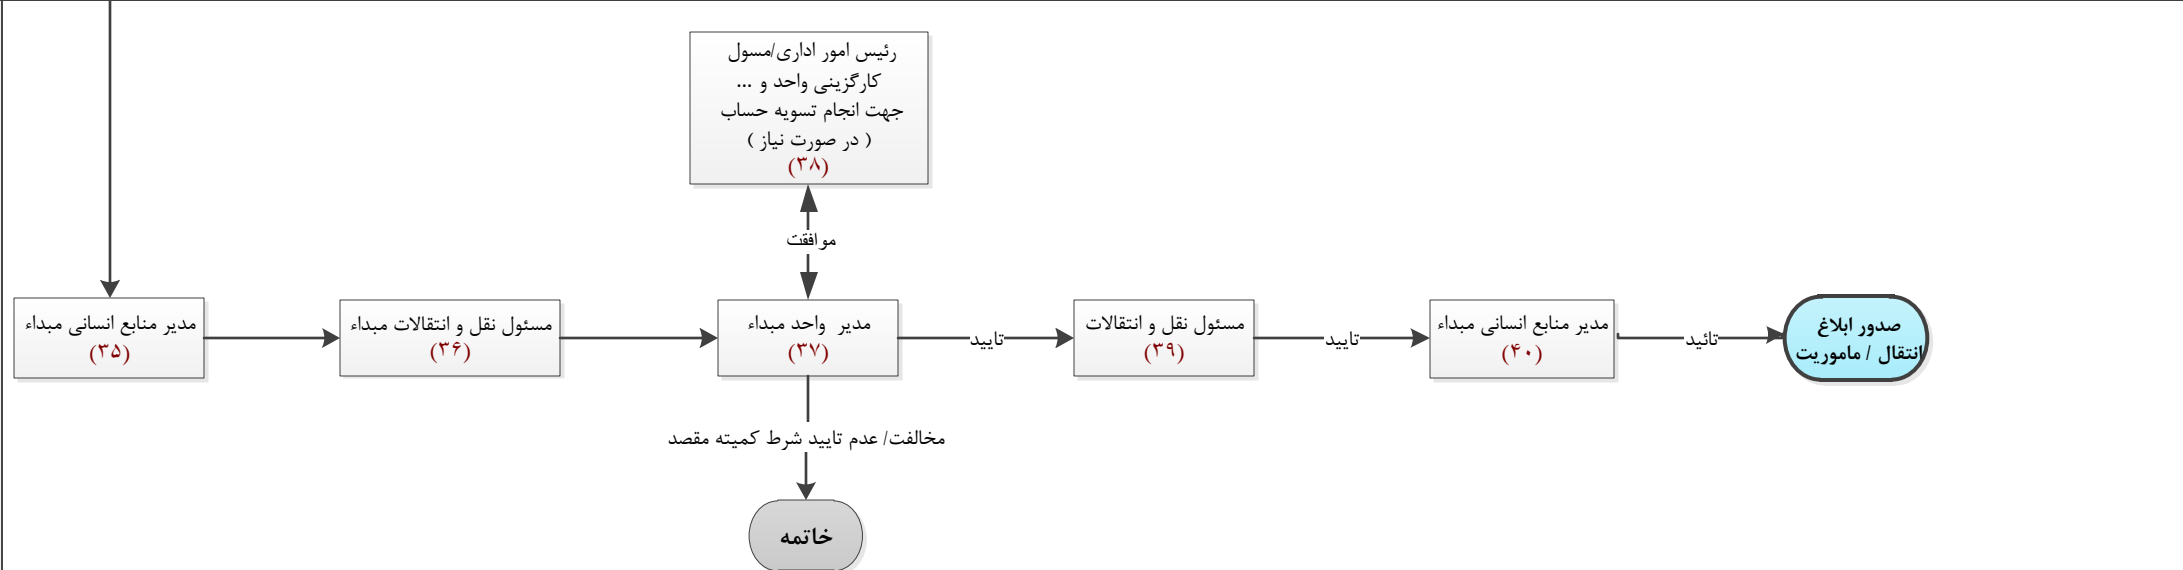 رئیس امور اداری/مسول
کارگزینی واحد و ...
جهت انجام تسویه حساب
( در صورت نیاز )
(۳۸)
موافقت
مدیر منابع انسانی مبداء
(۳۵)
مسئول نقل و انتقالات مبداء
(۳۶)
مدیر واحد مبداء
(۳۷)
تایید
مسئول نقل و انتقالات
(۳۹)
تایید
مدیر منابع انسانی مبداء
(۴۰)
تائید
صدور ابلاغ
انتقال / ماموریت
مخالفت/ عدم تایید شرط کمیته مقصد
خاتمه